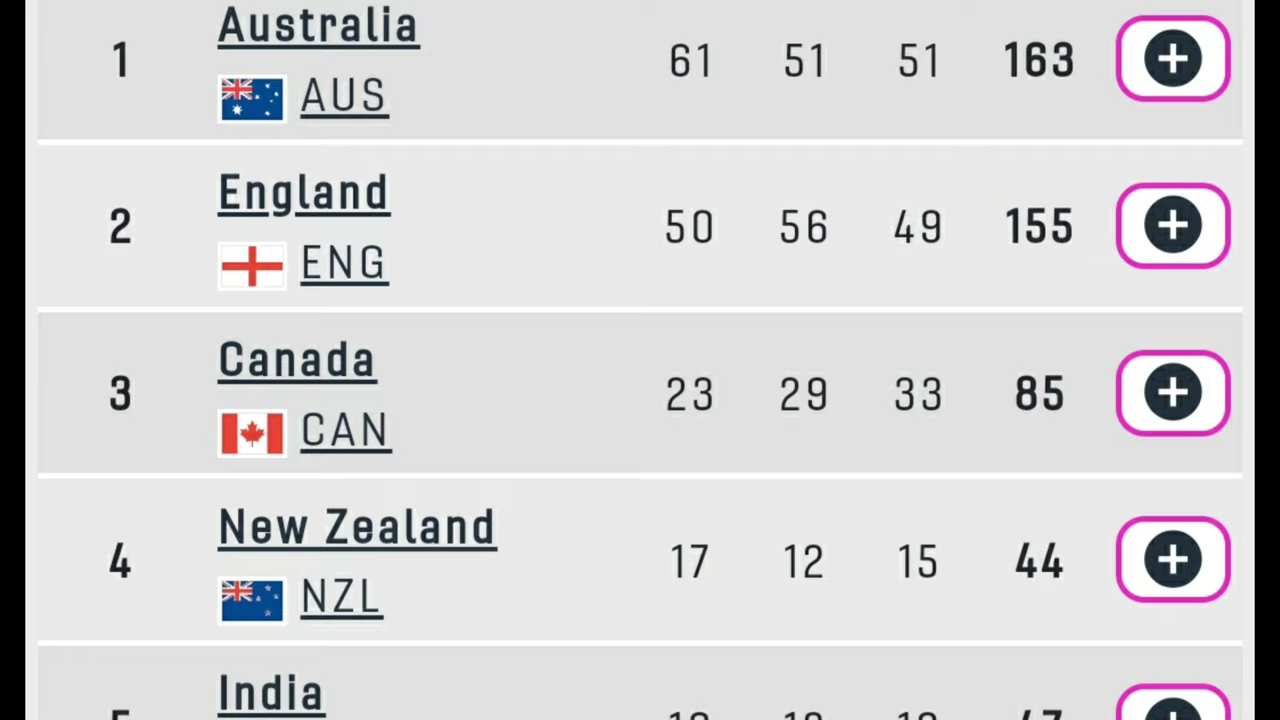 Australia
1 61 51 51 163
AUS
England
2 50 56 49 155
ENG
Canada
3 23 29 33 85
CAN
New Zealand
4 17 12 15 44
NZL
India